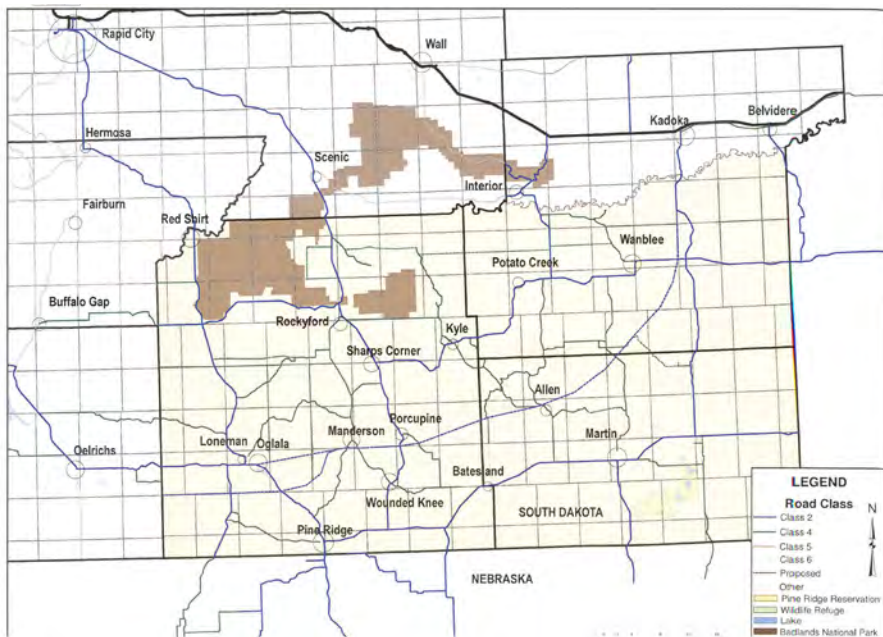 Rapid City
Wall
Kadoka
Belvidere
Hermosa
Scenic
Interior
Fairburn
Red Shirt
Wanblee
Potato Creek
Buffalo Gap
Rockyford
Kyle
Sharps Corner
Allen
Porcupine
Manderson
Loneman
Oglala
Martin
Oelrichs
Batesland
Wounded Knee
SOUTH DAKOTA
Pine Ridge
NEBRASKA
LEGEND
Road Class
N
Class 2
Class 4
Class 5
Class 6
Proposed
Other
Pine Ridge Reservation
Wildlife Refuge
Lake
Badlands National Park